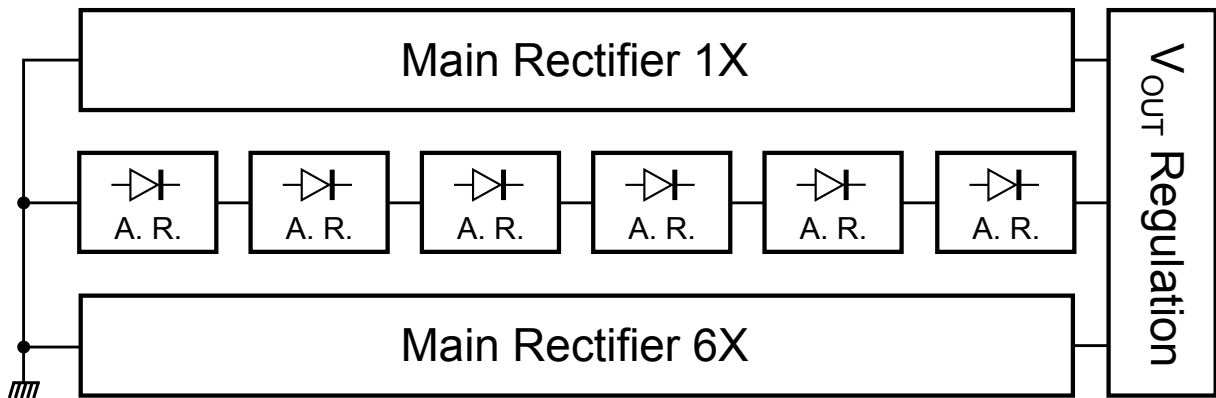 Main Rectifier 1X
A. R.
A. R.
A. R.
A. R.
A. R.
A. R.
Main Rectifier 6X
VOUT Regulation